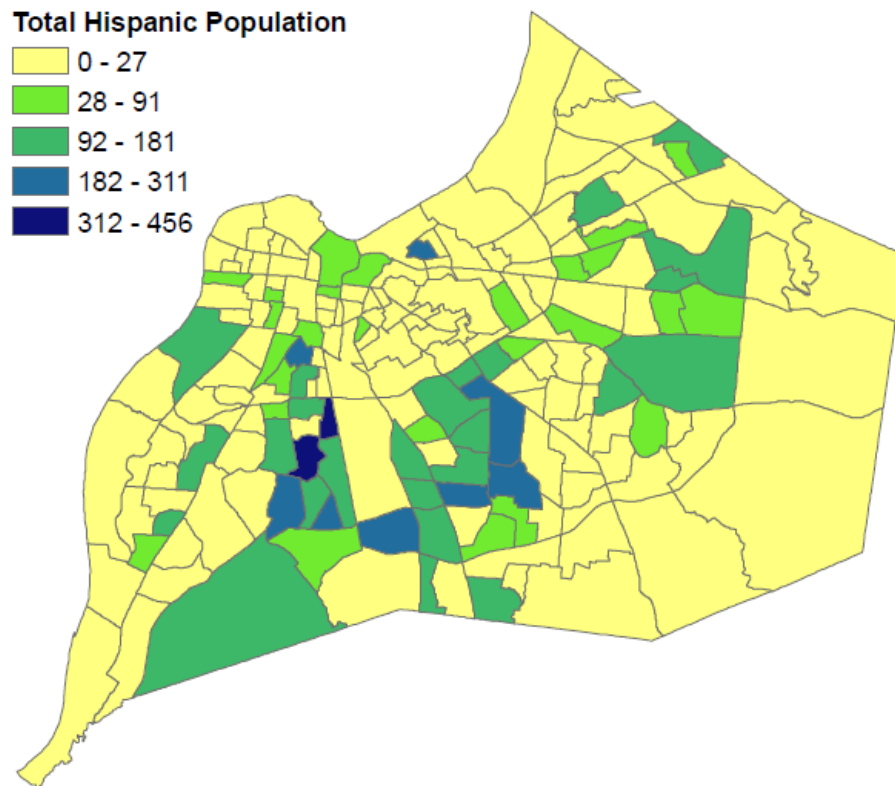 Total Hispanic Population
0 - 27
28 - 91
92 - 181
182 - 311
312 - 456